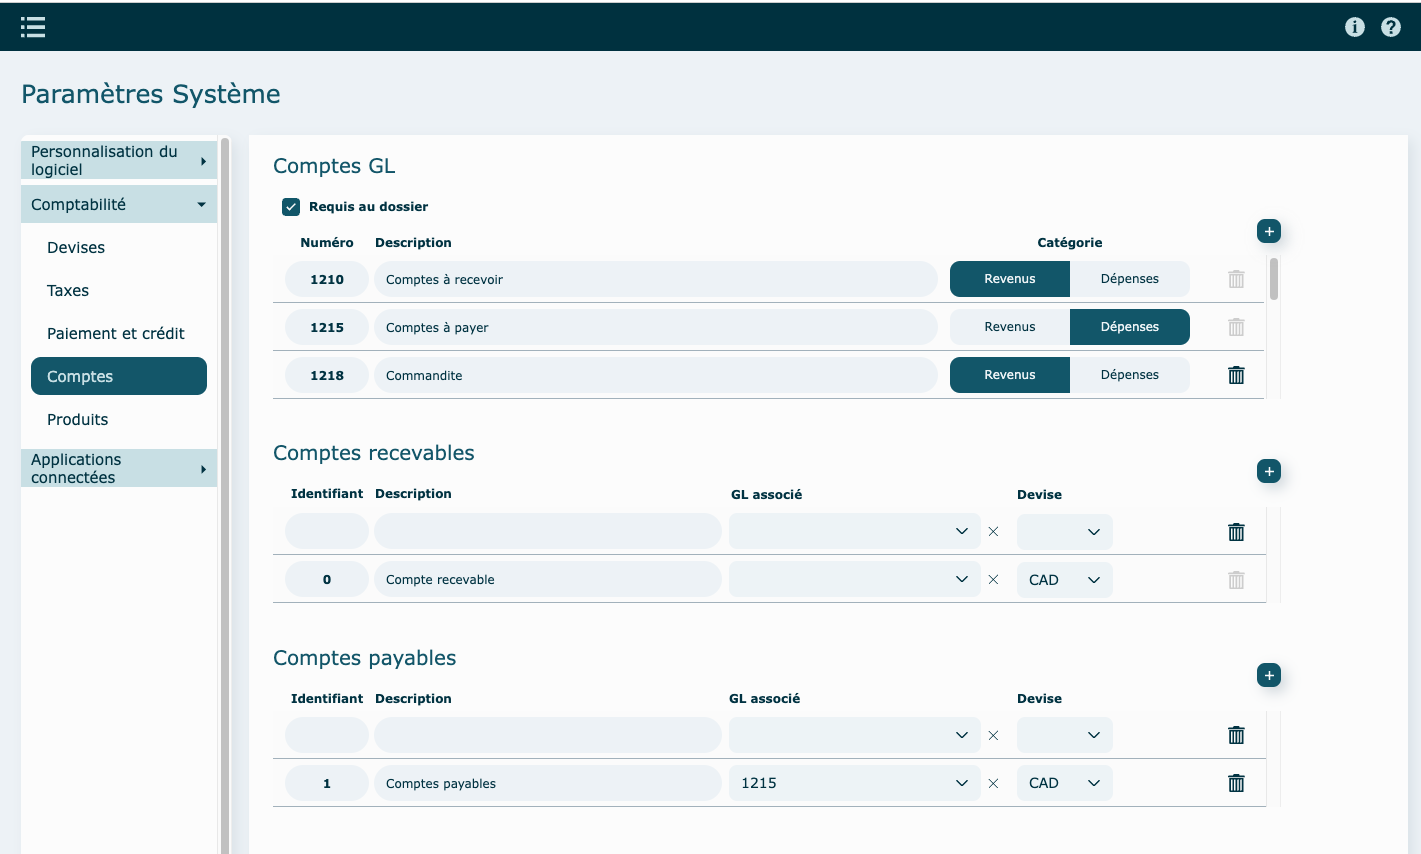 Paramètres Système
Personnalisation du
logiciel
Comptabilité
Devises
Taxes
Paiement et crédit
Comptes
Produits
Applications
connectées
Comptes GL
Requis au dossier
Numéro Description Catégorie
1210 Comptes à recevoir Revenus Dépenses
1215 Comptes à payer Revenus Dépenses
1218 Commandite Revenus Dépenses
Comptes recevables
Identifiant Description GL associé Devise
0 Compte recevable CAD
Comptes payables
Identifiant Description GL associé Devise
1 Comptes payables 1215 CAD